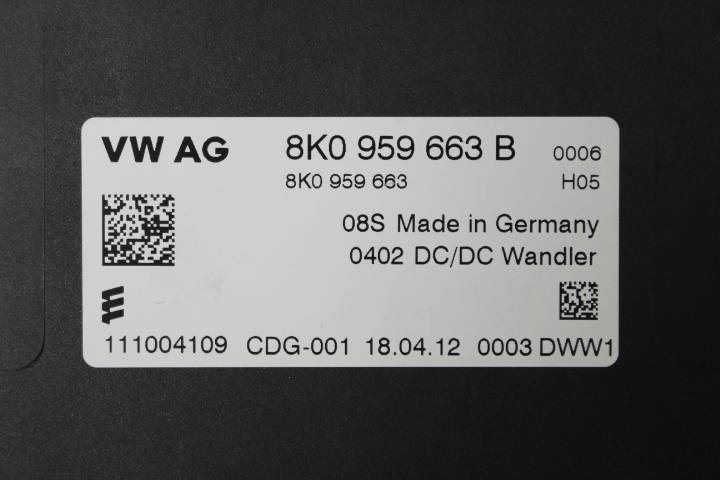 VW AG 8K0 959 663 B 0006
8K0 959 663 H05
08S Made in Germany
0402 DC/DC Wandler
111004109 CDG-001 18.04.12 0003 DWW1